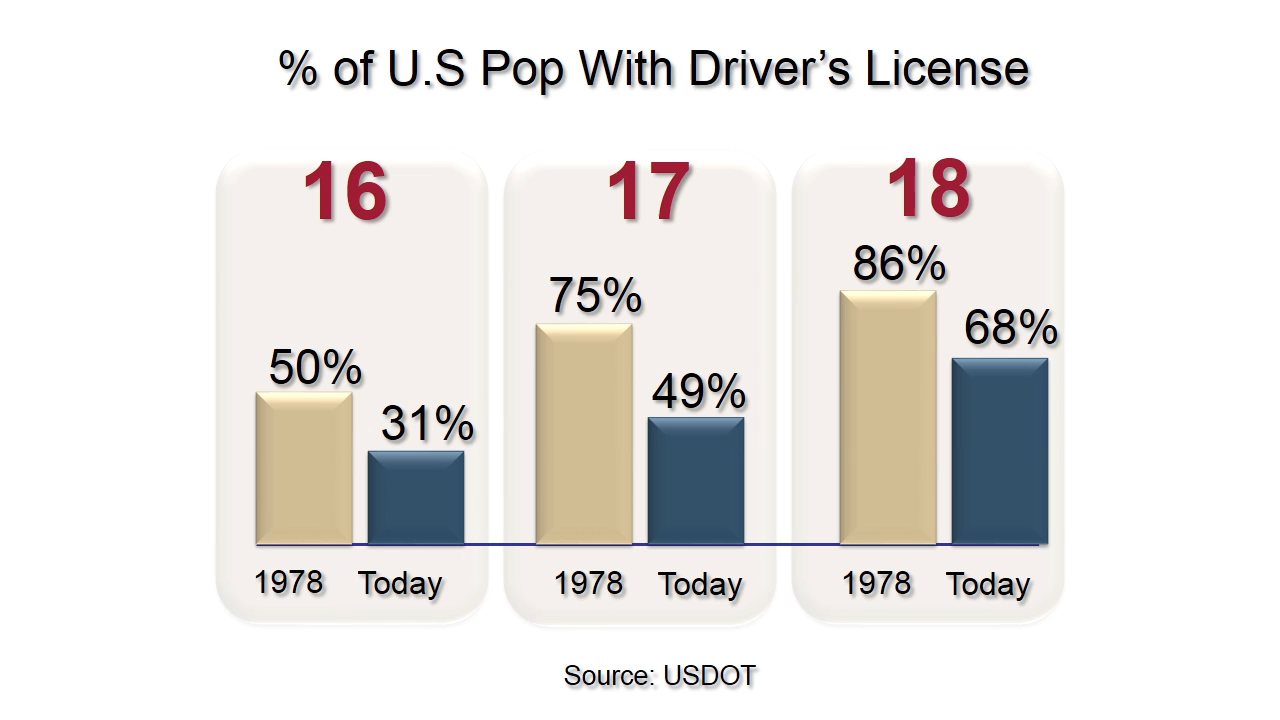 % of U.S Pop With Driver’s License
16
50%
31%
1978 Today
17
75%
49%
1978 Today
18
86%
68%
1978 Today
Source: USDOT